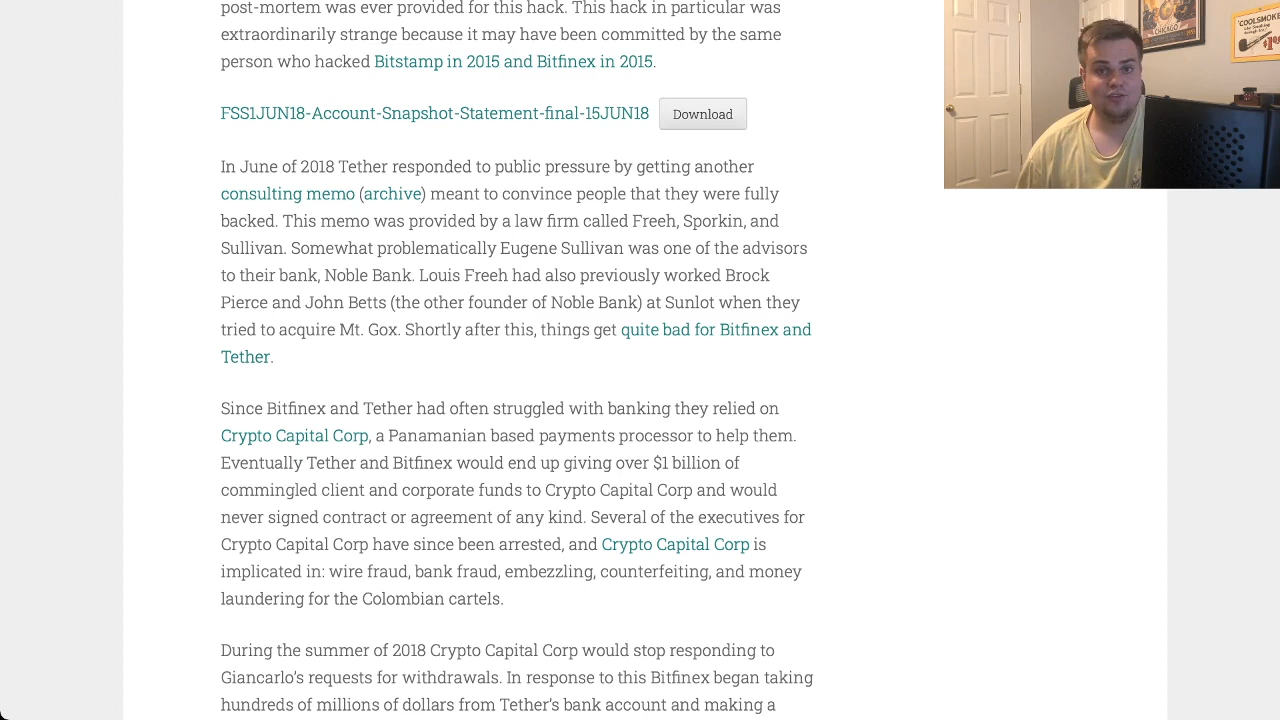 post-mortem was ever provided for this hack. This hack in particular was
extraordinarily strange because it may have been committed by the same
person who hacked Bitstamp in 2015 and Bitfinex in 2015.
FSS1JUN18-Account-Snapshot-Statement-final-15JUN18 Download
In June of 2018 Tether responded to public pressure by getting another
consulting memo (archive) meant to convince people that they were fully
backed. This memo was provided by a law firm called Freeh, Sporkin, and
Sullivan. Somewhat problematically Eugene Sullivan was one of the advisors
to their bank, Noble Bank. Louis Freeh had also previously worked Brock
Pierce and John Betts (the other founder of Noble Bank) at Sunlot when they
tried to acquire Mt. Gox. Shortly after this, things get quite bad for Bitfinex and
Tether.
Since Bitfinex and Tether had often struggled with banking they relied on
Crypto Capital Corp, a Panamanian based payments processor to help them.
Eventually Tether and Bitfinex would end up giving over $1 billion of
commingled client and corporate funds to Crypto Capital Corp and would
never signed contract or agreement of any kind. Several of the executives for
Crypto Capital Corp have since been arrested, and Crypto Capital Corp is
implicated in: wire fraud, bank fraud, embezzling, counterfeiting, and money
laundering for the Colombian cartels.
During the summer of 2018 Crypto Capital Corp would stop responding to
Giancarlo's requests for withdrawals. In response to this Bitfinex began taking
hundreds of millions of dollars from Tether's bank account and making a
CHICAGO
"COOLSMOKE